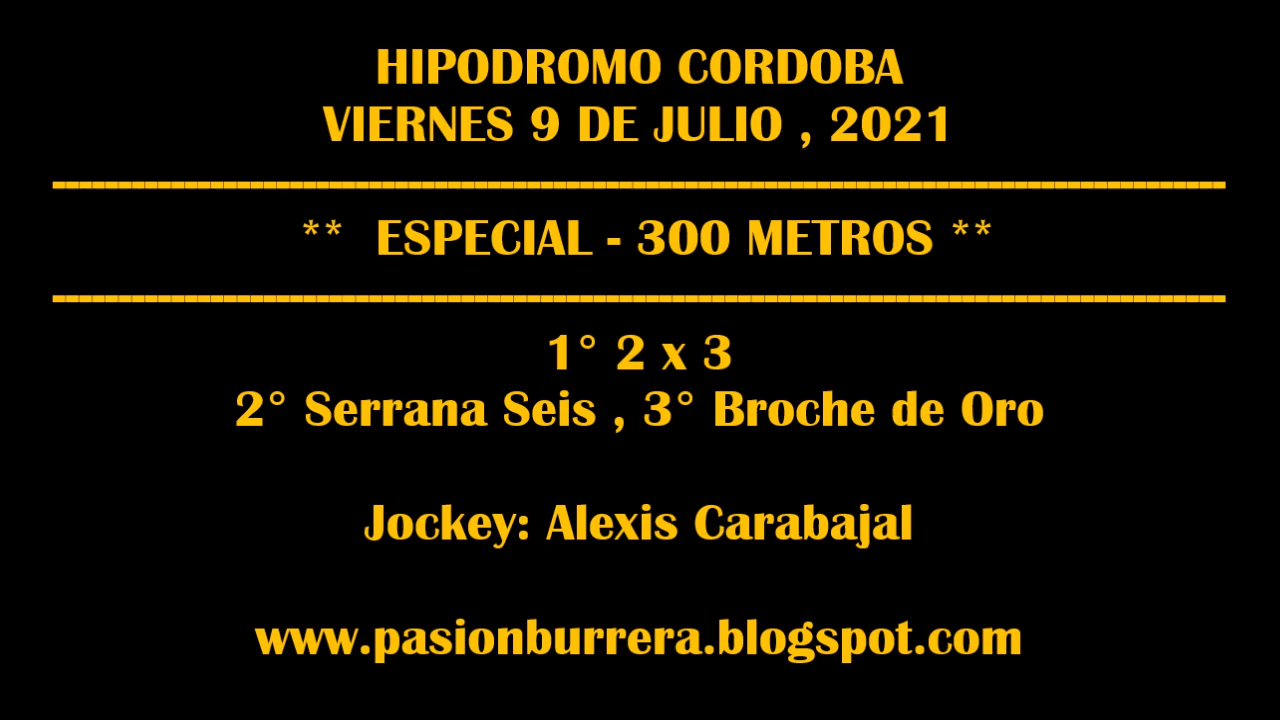 HIPODROMO CORDOBA
VIERNES 9 DE JULIO , 2021
** ESPECIAL - 300 METROS **
1° 2 x 3
2° Serrana Seis , 3° Broche de Oro
Jockey: Alexis Carabajal
www.pasionburrera.blogspot.com